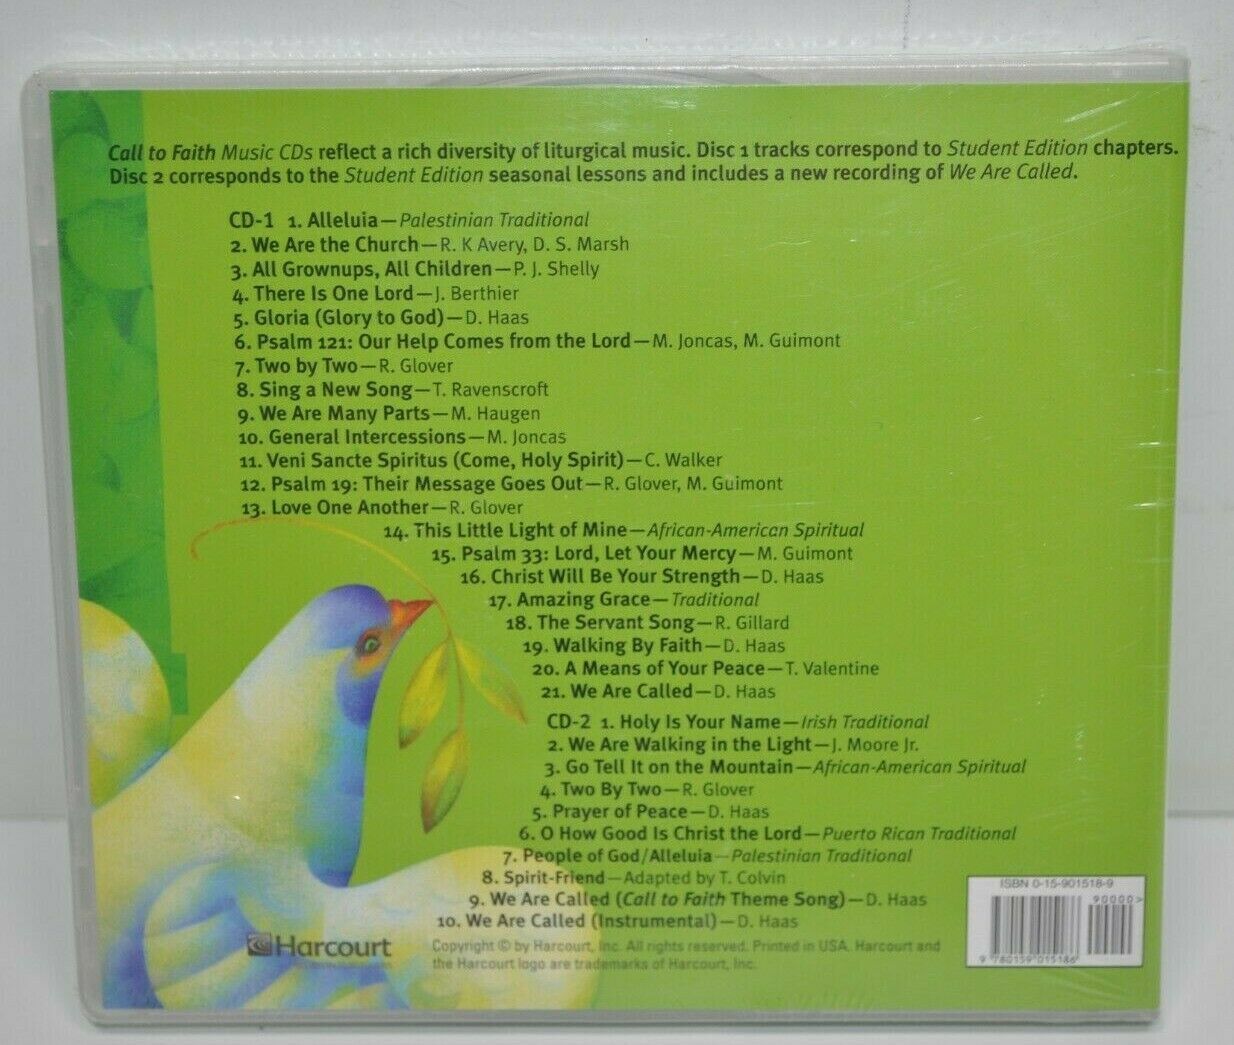 Call to Faith Music CDs reflect a rich diversity of liturgical music. Disc 1 tracks correspond to Student Edition chapters.
Disc 2 corresponds to the Student Edition seasonal lessons and includes a new recording of We Are Called.
CD-1 1. Alleluia—Palestinian Traditional
2. We Are the Church—R. K Avery, D. S. Marsh
3. All Grownups, All Children—P. J. Shelly
4. There Is One Lord—J. Berthier
5. Gloria (Glory to God)—D. Haas
6. Psalm 121: Our Help Comes from the Lord—M. Joncas, M. Guimont
7. Two by Two—R. Glover
8. Sing a New Song—T. Ravenscroft
9. We Are Many Parts—M. Haugen
10. General Intercessions—M. Joncas
11. Veni Sancte Spiritus (Come, Holy Spirit)—C. Walker
12. Psalm 19: Their Message Goes Out—R. Glover, M. Guimont
13. Love One Another—R. Glover
14. This Little Light of Mine—African-American Spiritual
15. Psalm 33: Lord, Let Your Mercy—M. Guimont
16. Christ Will Be Your Strength—D. Haas
17. Amazing Grace—Traditional
18. The Servant Song—R. Gillard
19. Walking By Faith—D. Haas
20. A Means of Your Peace—T. Valentine
21. We Are Called—D. Haas
CD-2 1. Holy Is Your Name—Irish Traditional
2. We Are Walking in the Light—J. Moore Jr.
3. Go Tell It on the Mountain—African-American Spiritual
4. Two By Two—R. Glover
5. Prayer of Peace—D. Haas
6. O How Good Is Christ the Lord—Puerto Rican Traditional
7. People of God/Alleluia—Palestinian Traditional
8. Spirit-Friend—Adapted by T. Colvin
9. We Are Called (Call to Faith Theme Song)—D. Haas
10. We Are Called (Instrumental)—D. Haas
Harcourt
Copyright © by Harcourt, Inc. All rights reserved. Printed in USA. Harcourt and
the Harcourt logo are trademarks of Harcourt, Inc.
ISBN 0-15-901518-9
90000>
9 780159 015186